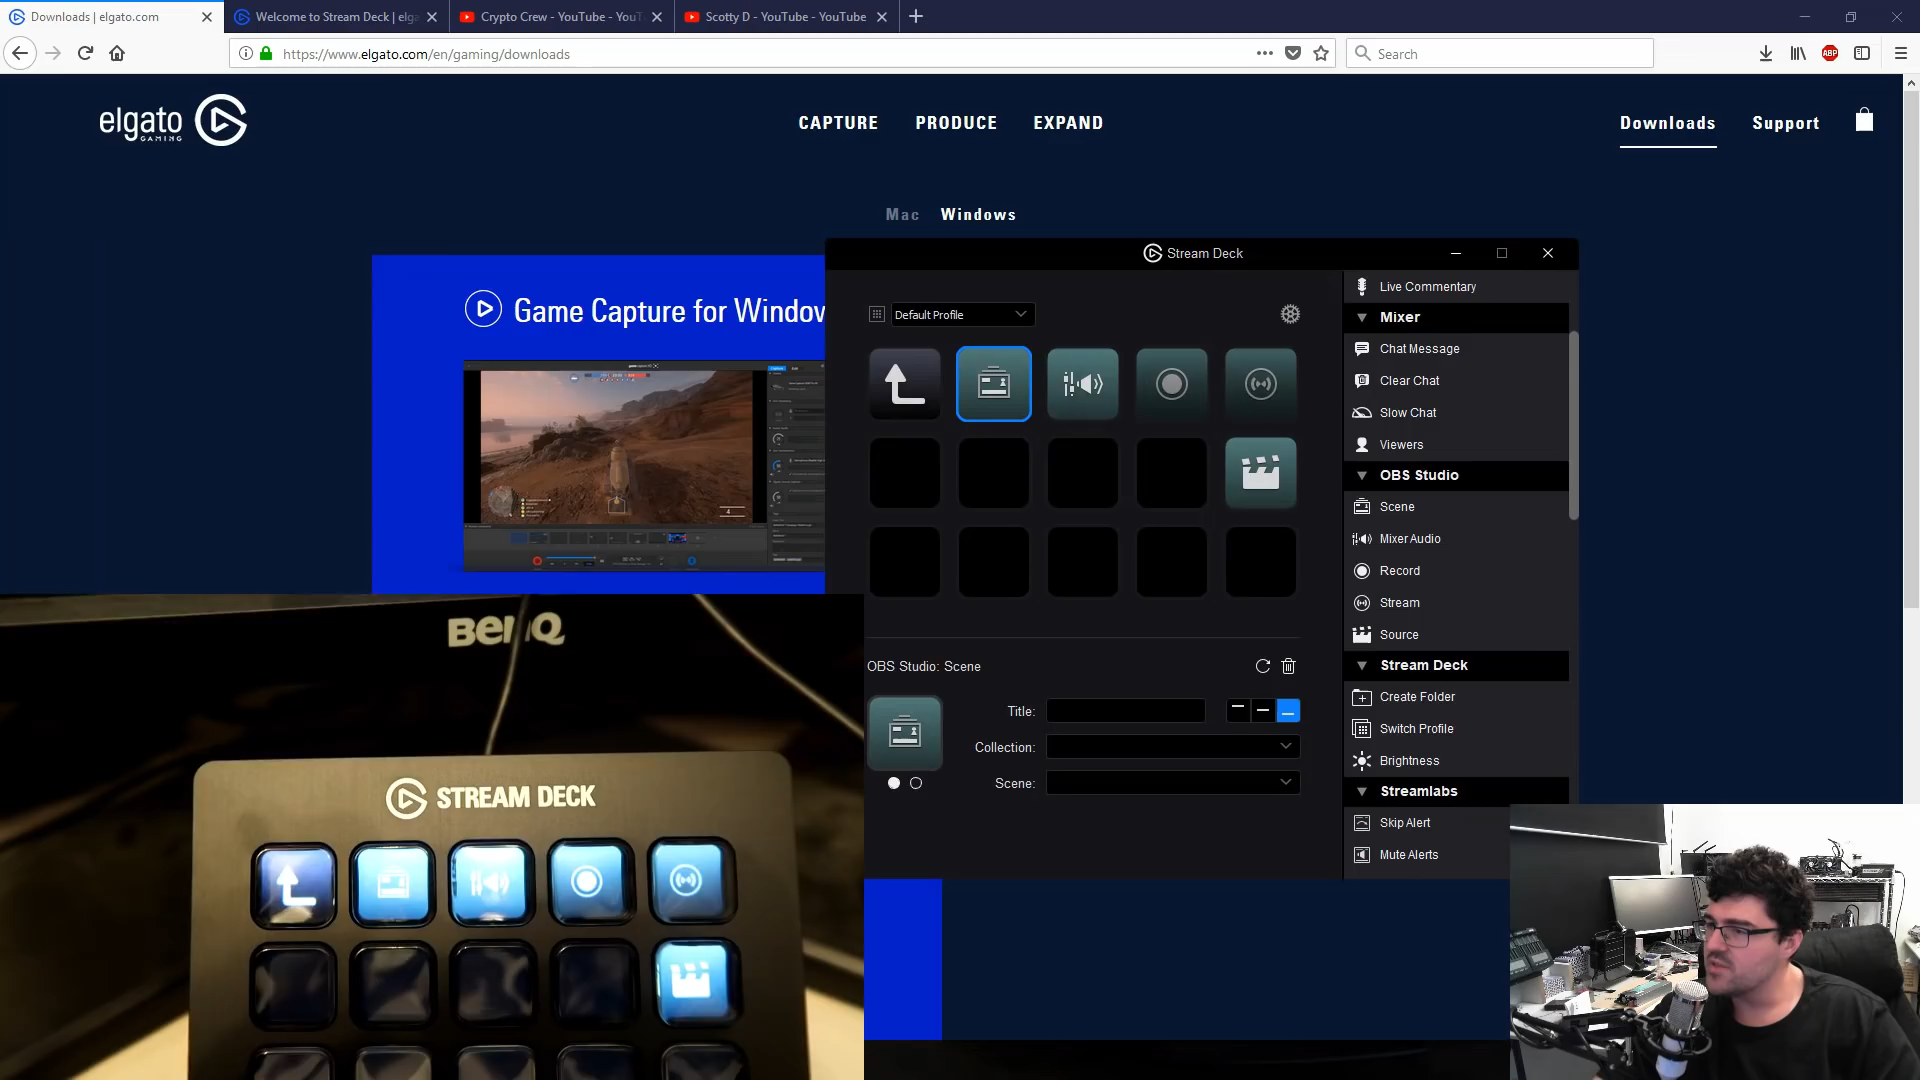 Downloads | elgato.com
Welcome to Stream Deck | elg
Crypto Crew - YouTube - YouT
Scotty D - YouTube - YouTube
https://www.elgato.com/en/gaming/downloads
Search
ABP
elgato
GAMING
CAPTURE
PRODUCE
EXPAND
Downloads
Support
Mac
Windows
Game Capture for Window
Stream Deck
Default Profile
OBS Studio: Scene
Title:
Collection:
Scene:
Live Commentary
Mixer
Chat Message
Clear Chat
Slow Chat
Viewers
OBS Studio
Scene
Mixer Audio
Record
Stream
Source
Stream Deck
Create Folder
Switch Profile
Brightness
Streamlabs
Skip Alert
Mute Alerts
BenQ
STREAM DECK